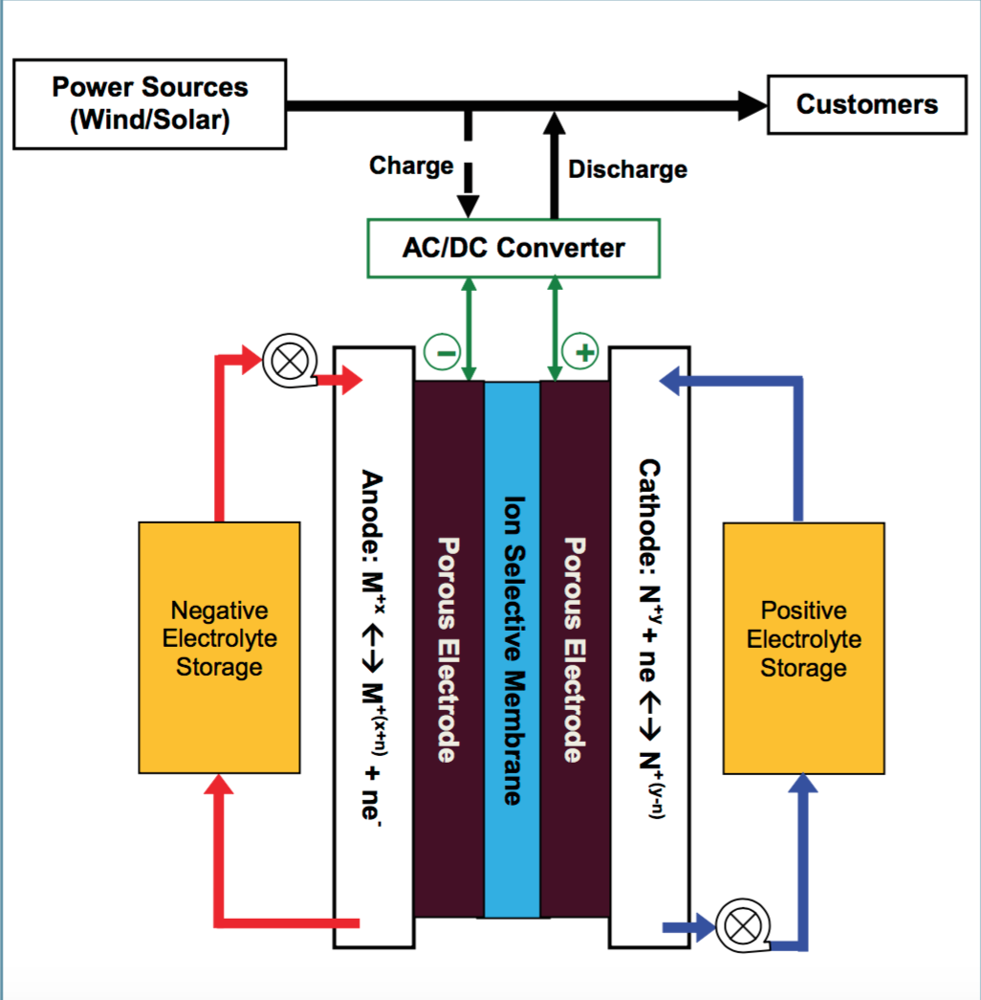 Power Sources
(Wind/Solar)
Customers
Charge
Discharge
AC/DC Converter
−
+
Anode: M⁺ˣ ←→ M⁺⁽ˣ⁺ⁿ⁾ + ne⁻
Porous Electrode
Ion Selective Membrane
Porous Electrode
Cathode: N⁺ʸ + ne ←→ N⁺⁽ʸ⁻ⁿ⁾
Negative
Electrolyte
Storage
Positive
Electrolyte
Storage